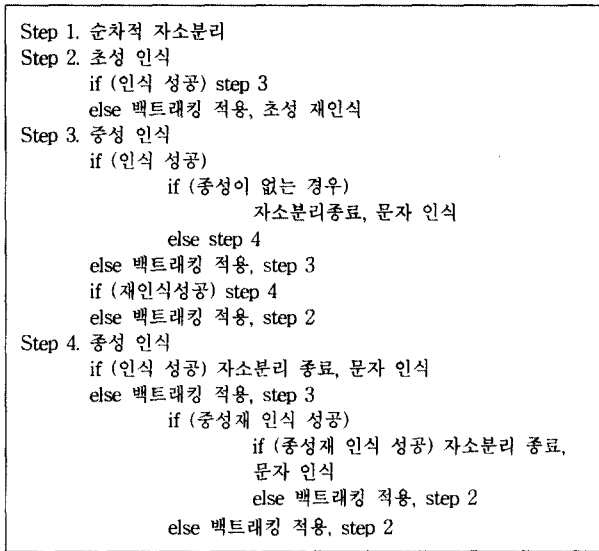 Step 1. 순차적 자소분리
Step 2. 초성 인식
if (인식 성공) step 3
else 백트래킹 적용, 초성 재인식
Step 3. 중성 인식
if (인식 성공)
if (종성이 없는 경우)
자소분리종료, 문자 인식
else step 4
else 백트래킹 적용, step 3
if (재인식성공) step 4
else 백트래킹 적용, step 2
Step 4. 종성 인식
if (인식 성공) 자소분리 종료, 문자 인식
else 백트래킹 적용, step 3
if (중성재 인식 성공)
if (종성재 인식 성공) 자소분리 종료,
문자 인식
else 백트래킹 적용, step 2
else 백트래킹 적용, step 2